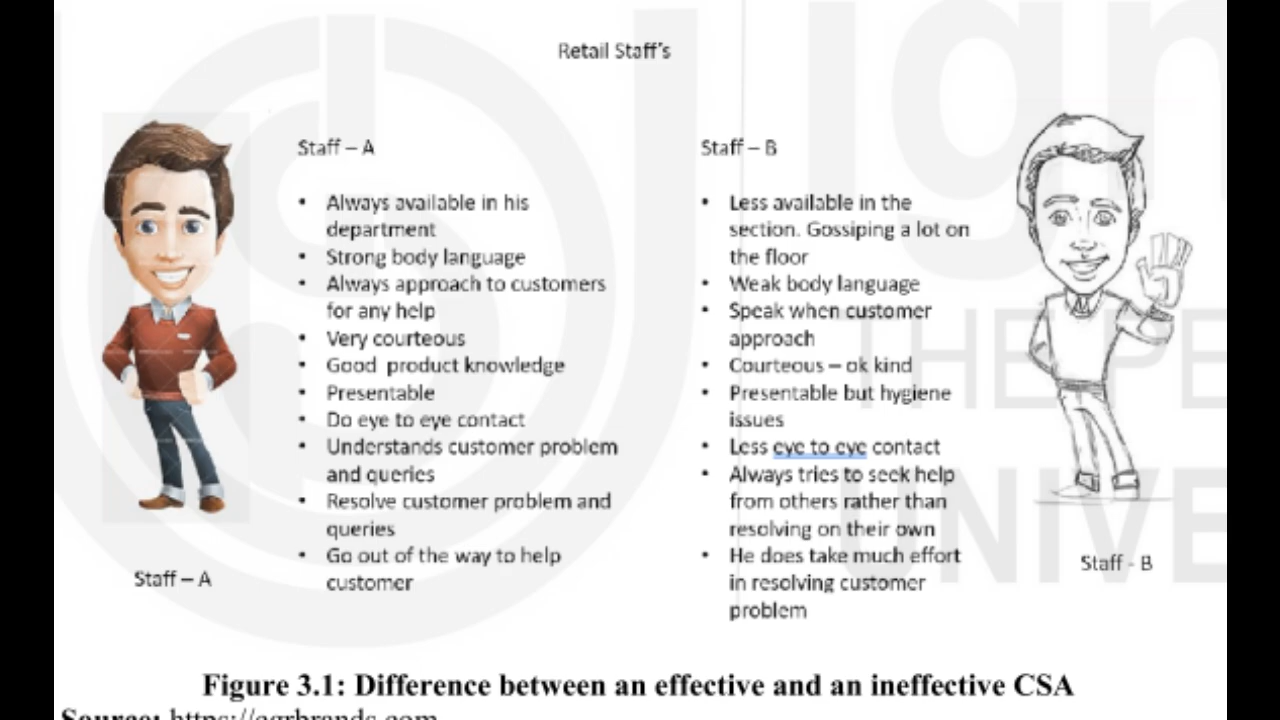 Retail Staff's
Staff – A
• Always available in his
department
• Strong body language
• Always approach to customers
for any help
• Very courteous
• Good product knowledge
• Presentable
• Do eye to eye contact
• Understands customer problem
and queries
• Resolve customer problem and
queries
• Go out of the way to help
customer
Staff – A
Staff – B
• Less available in the
section. Gossiping a lot on
the floor
• Weak body language
• Speak when customer
approach
• Courteous – ok kind
• Presentable but hygiene
issues
• Less eye to eye contact
• Always tries to seek help
from others rather than
resolving on their own
• He does take much effort
in resolving customer
problem
Staff - B
Figure 3.1: Difference between an effective and an ineffective CSA
Source:
ign
THE PE
UNIVE